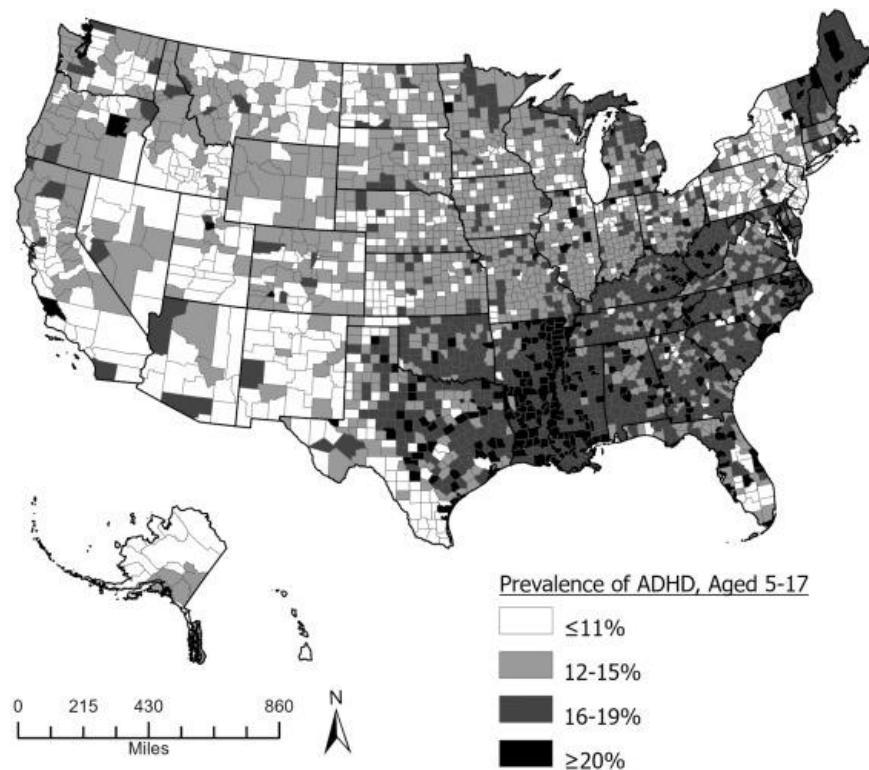 Prevalence of ADHD, Aged 5-17
≤11%
12-15%
16-19%
≥20%
0 215 430 860
Miles
N